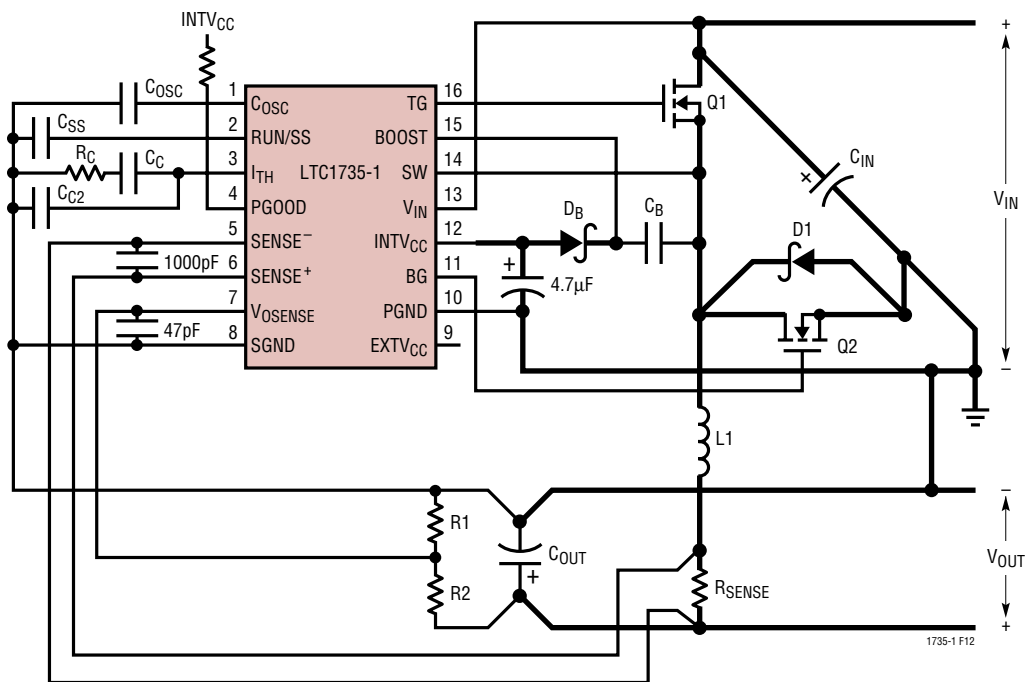 INTVCC
COSC
CSS
RC
CC
CC2
1
2
3
4
5
6
7
8
COSC
RUN/SS
ITH
PGOOD
SENSE−
SENSE+
VOSENSE
SGND
LTC1735-1
TG
BOOST
SW
VIN
INTVCC
BG
PGND
EXTVCC
16
15
14
13
12
11
10
9
1000pF
47pF
DB
CB
+
4.7µF
Q1
+
CIN
D1
Q2
L1
+
VIN
−
R1
R2
COUT
+
RSENSE
−
VOUT
+
1735-1 F12